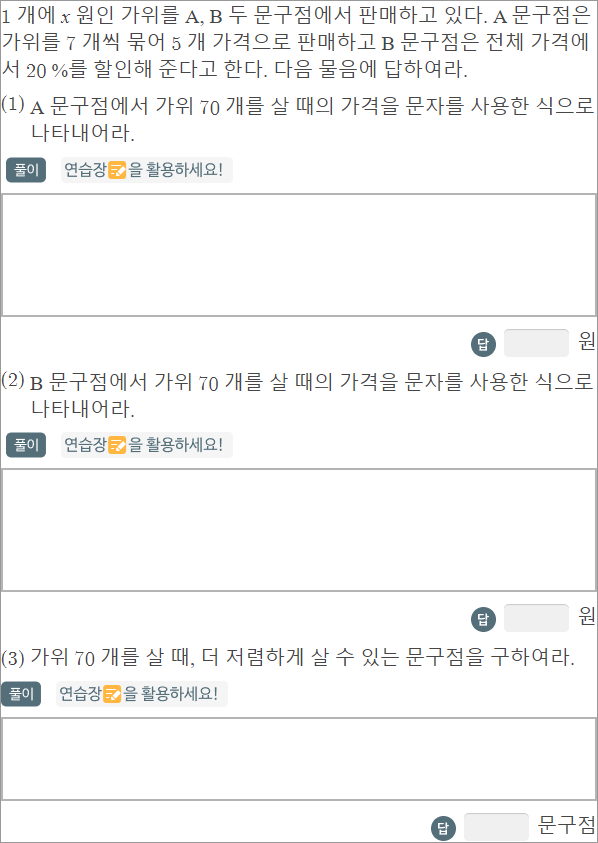 1 개에 x 원인 가위를 A, B 두 문구점에서 판매하고 있다. A 문구점은
가위를 7 개씩 묶어 5 개 가격으로 판매하고 B 문구점은 전체 가격에
서 20 %를 할인해 준다고 한다. 다음 물음에 답하여라.
(1) A 문구점에서 가위 70 개를 살 때의 가격을 문자를 사용한 식으로
나타내어라.
풀이 연습장을 활용하세요!
답 원
(2) B 문구점에서 가위 70 개를 살 때의 가격을 문자를 사용한 식으로
나타내어라.
풀이 연습장을 활용하세요!
답 원
(3) 가위 70 개를 살 때, 더 저렴하게 살 수 있는 문구점을 구하여라.
풀이 연습장을 활용하세요!
답 문구점